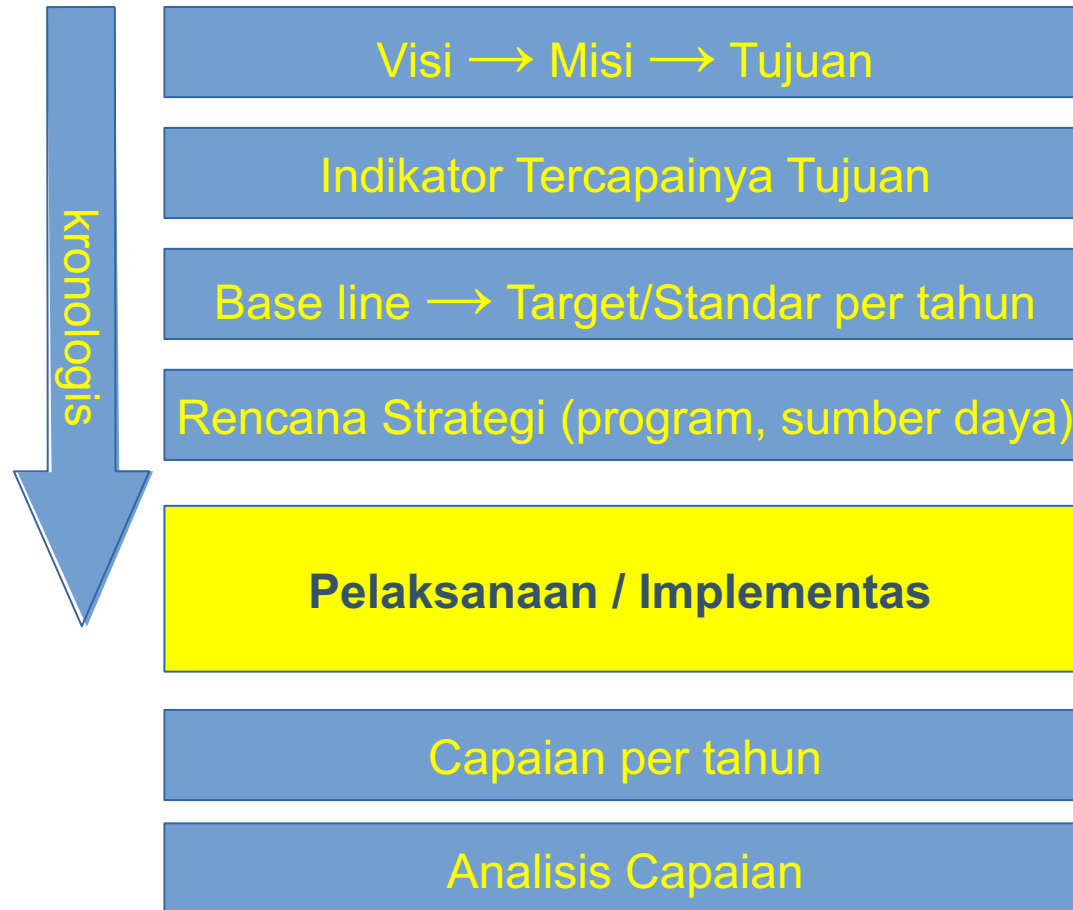 kronologis
Visi → Misi → Tujuan
Indikator Tercapainya Tujuan
Base line → Target/Standar per tahun
Rencana Strategi (program, sumber daya)
Pelaksanaan / Implementas
Capaian per tahun
Analisis Capaian